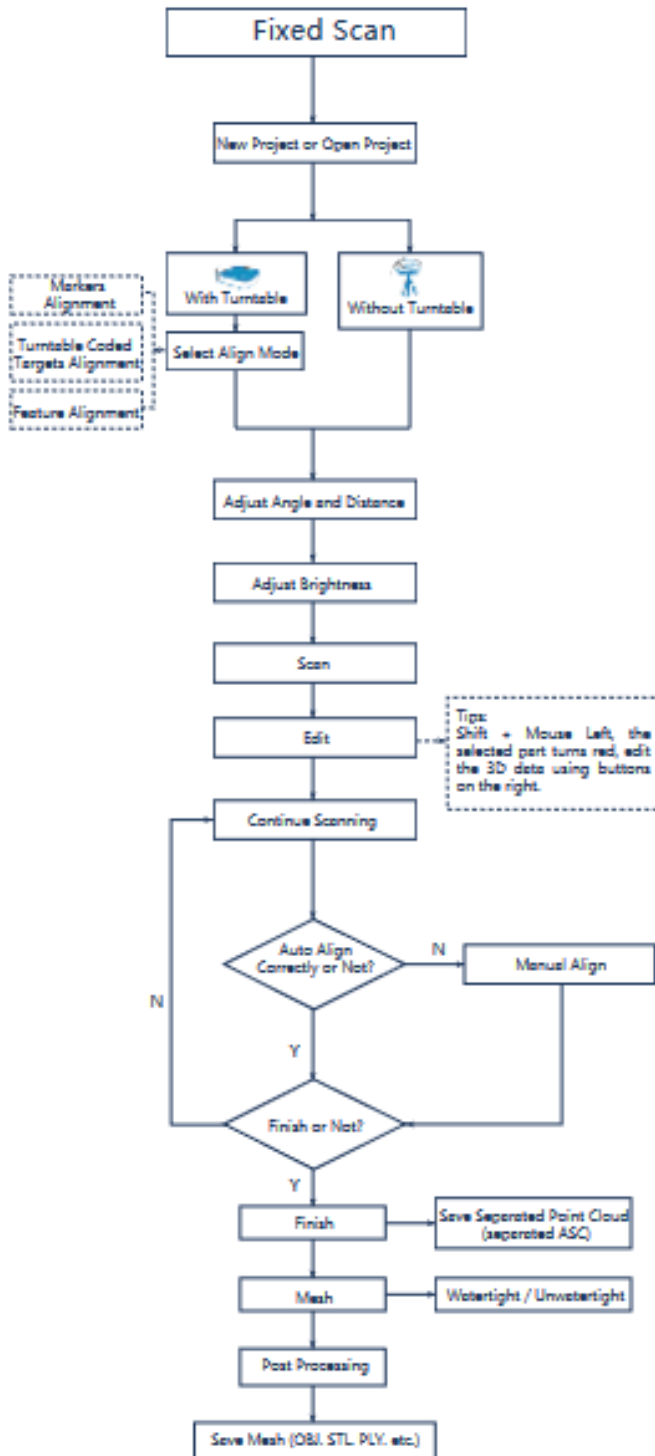 Fixed Scan
New Project or Open Project
With Turntable
Without Turntable
Markers
Alignment
Turntable Coded
Targets Alignment
Feature Alignment
Select Align Mode
Adjust Angle and Distance
Adjust Brightness
Scan
Edit
Tips:
Shift + Mouse Left, the
selected part turns red, edit
the 3D data using buttons
on the right.
Continue Scanning
Auto Align
Correctly or Not?
N
Manual Align
N
Y
Finish or Not?
Y
Finish
Save Separated Point Cloud
(separated ASC)
Mesh
Watertight / Unwatertight
Post Processing
Save Mesh (OBJ. STL. PLY. etc.)